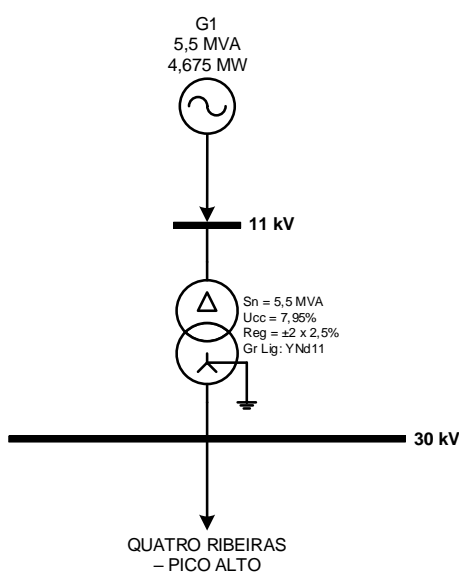 G1
5,5 MVA
4,675 MW
11 kV
Sn = 5,5 MVA
Ucc = 7,95%
Reg = ±2 x 2,5%
Gr Lig: YNd11
30 kV
QUATRO RIBEIRAS
– PICO ALTO